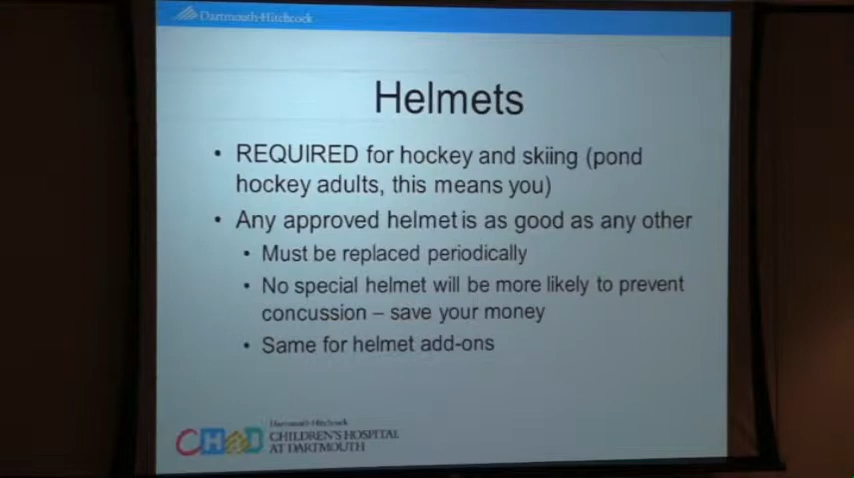 Dartmouth-Hitchcock
Helmets
• REQUIRED for hockey and skiing (pond
hockey adults, this means you)
• Any approved helmet is as good as any other
• Must be replaced periodically
• No special helmet will be more likely to prevent
concussion – save your money
• Same for helmet add-ons
Dartmouth-Hitchcock
CHaD
CHILDREN'S HOSPITAL
AT DARTMOUTH